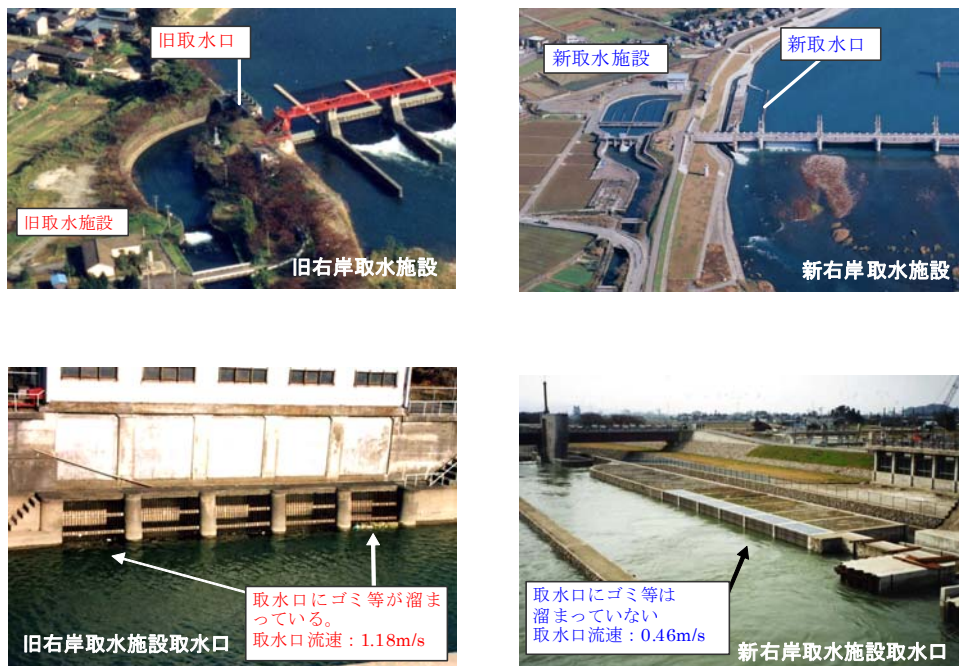 旧取水口
旧取水施設
旧右岸取水施設
新取水施設
新取水口
新右岸取水施設
取水口にゴミ等が溜ま
っている。
取水口流速：1.18m/s
旧右岸取水施設取水口
取水口にゴミ等は
溜まっていない
取水口流速：0.46m/s
新右岸取水施設取水口